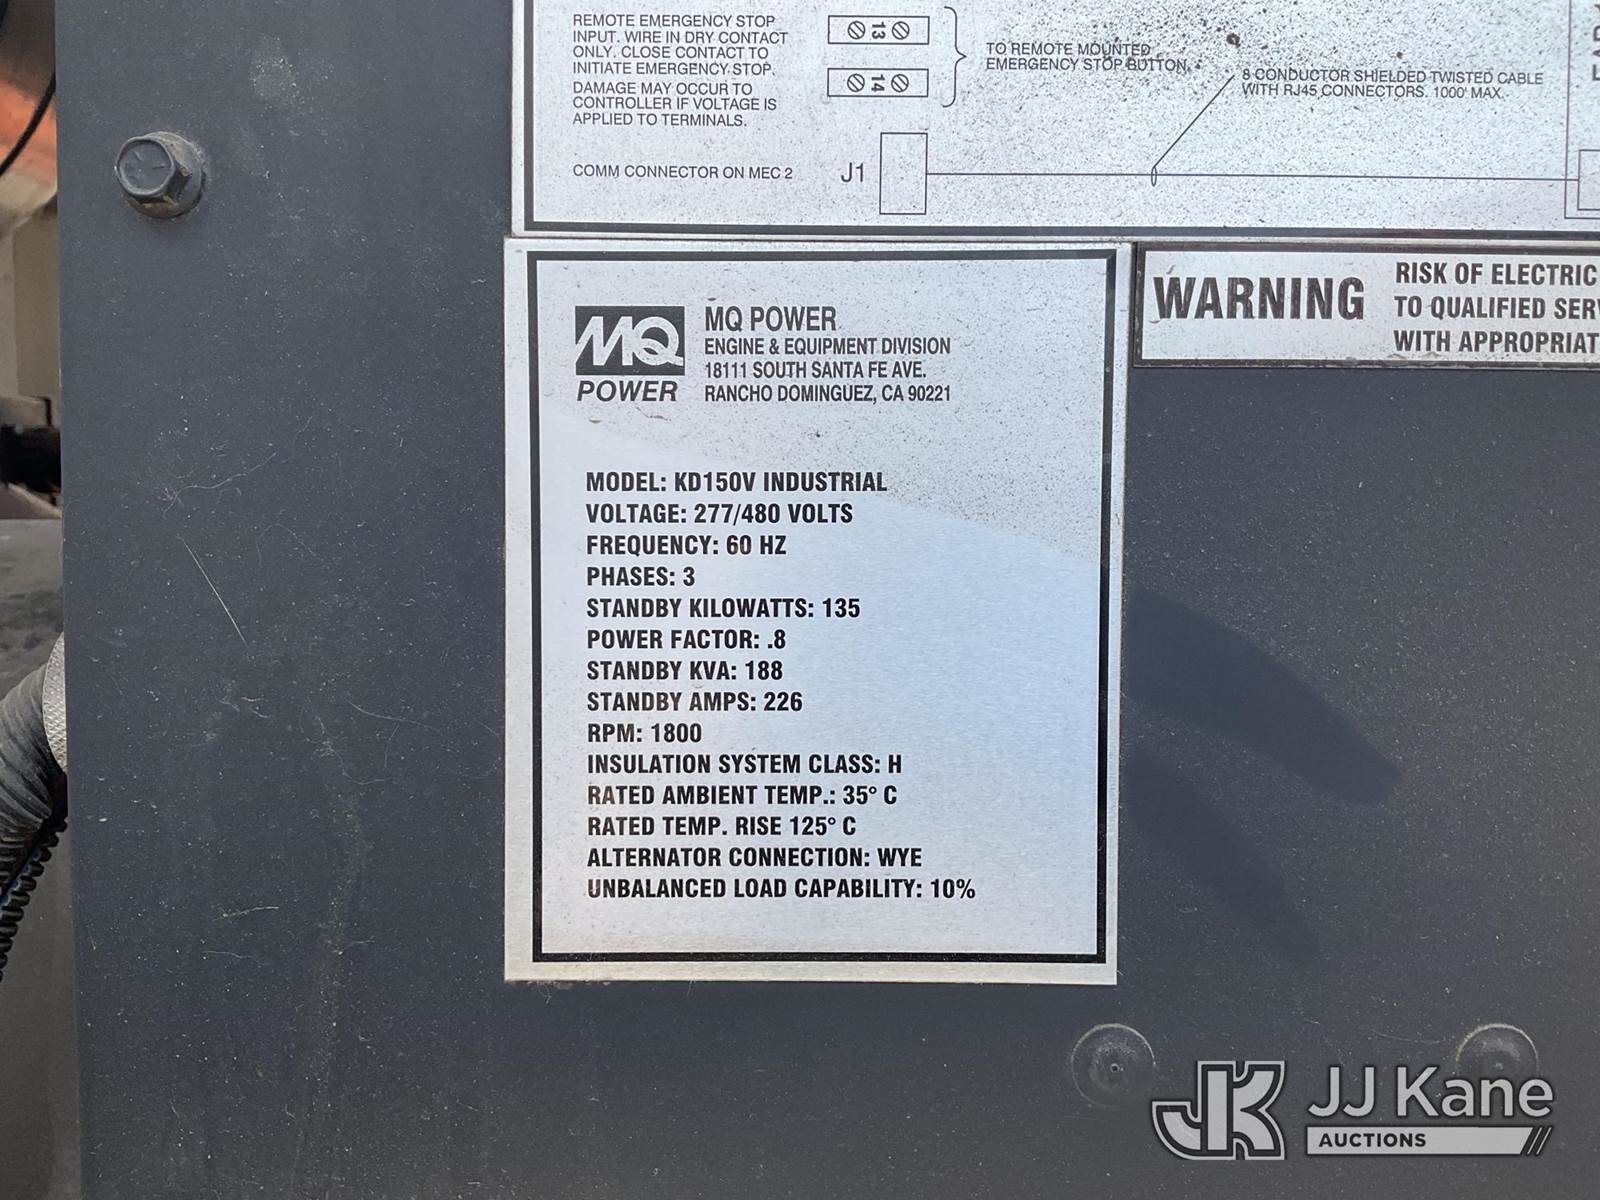 REMOTE EMERGENCY STOP
INPUT. WIRE IN DRY CONTACT
ONLY. CLOSE CONTACT TO
INITIATE EMERGENCY STOP.
DAMAGE MAY OCCUR TO
CONTROLLER IF VOLTAGE IS
APPLIED TO TERMINALS.
13
14
TO REMOTE MOUNTED
EMERGENCY STOP BUTTON.
8 CONDUCTOR SHIELDED TWISTED CABLE
WITH RJ45 CONNECTORS. 1000' MAX.
COMM CONNECTOR ON MEC 2
J1
WARNING
RISK OF ELECTRIC
TO QUALIFIED
WITH
MQ
POWER
MQ POWER
ENGINE & EQUIPMENT DIVISION
18111 SOUTH SANTA FE AVE.
RANCHO DOMINGUEZ, CA 90221
MODEL: KD150V INDUSTRIAL
VOLTAGE: 277/480 VOLTS
FREQUENCY: 60 HZ
PHASES: 3
STANDBY KILOWATTS: 135
POWER FACTOR: .8
STANDBY KVA: 188
STANDBY AMPS: 226
RPM: 1800
INSULATION SYSTEM CLASS: H
RATED AMBIENT TEMP.: 35° C
RATED TEMP. RISE 125° C
ALTERNATOR CONNECTION: WYE
UNBALANCED LOAD CAPABILITY: 10%
JK JJ Kane
AUCTIONS